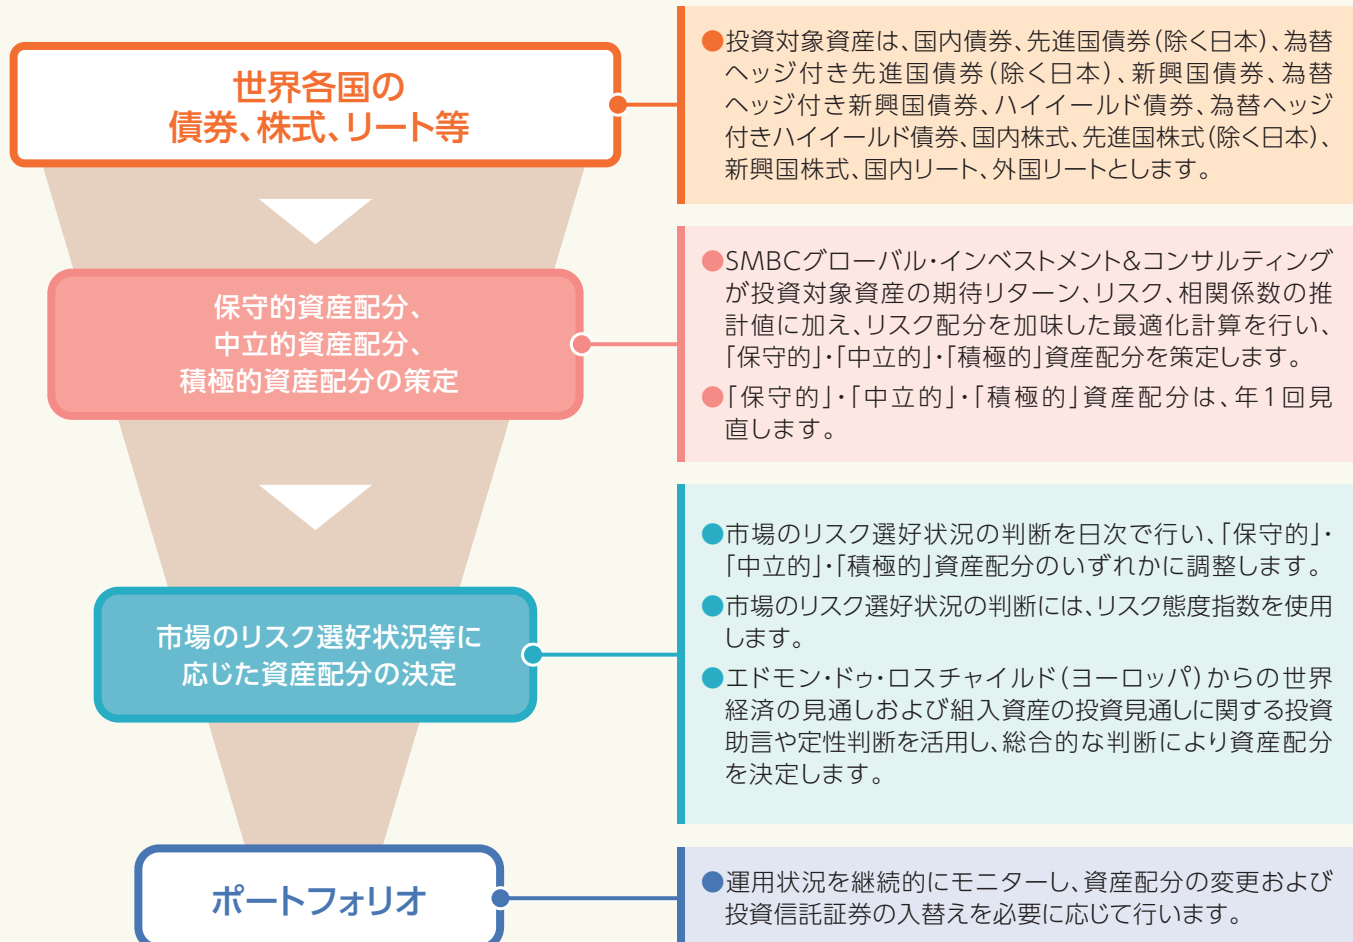 世界各国の
債券、株式、リート等
●投資対象資産は、国内債券、先進国債券(除く日本)、為替
ヘッジ付き先進国債券(除く日本)、新興国債券、為替
ヘッジ付き新興国債券、ハイイールド債券、為替ヘッジ
付きハイイールド債券、国内株式、先進国株式(除く日本)、
新興国株式、国内リート、外国リートとします。
保守的資産配分、
中立的資産配分、
積極的資産配分の策定
●SMBCグローバル・インベストメント&コンサルティング
が投資対象資産の期待リターン、リスク、相関係数の推
計値に加え、リスク配分を加味した最適化計算を行い、
「保守的」・「中立的」・「積極的」資産配分を策定します。
●「保守的」・「中立的」・「積極的」資産配分は、年1回見
直します。
市場のリスク選好状況等に
応じた資産配分の決定
●市場のリスク選好状況の判断を日次で行い、「保守的」・
「中立的」・「積極的」資産配分のいずれかに調整します。
●市場のリスク選好状況の判断には、リスク態度指数を使用
します。
●エドモン・ドゥ・ロスチャイルド(ヨーロッパ)からの世界
経済の見通しおよび組入資産の投資見通しに関する投資
助言や定性判断を活用し、総合的な判断により資産配分
を決定します。
ポートフォリオ
●運用状況を継続的にモニターし、資産配分の変更および
投資信託証券の入替えを必要に応じて行います。